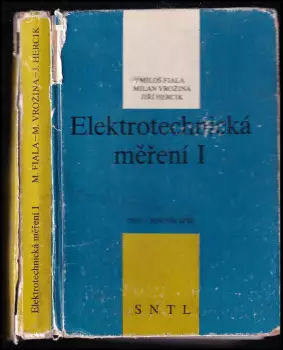 M. FIALA–M. VROŽINA–J. HERCIK
Elektrotechnická měření I
MILOŠ FIALA
MILAN VROŽINA
JIŘÍ HERCIK
Elektrotechnická
měření I
SNTL